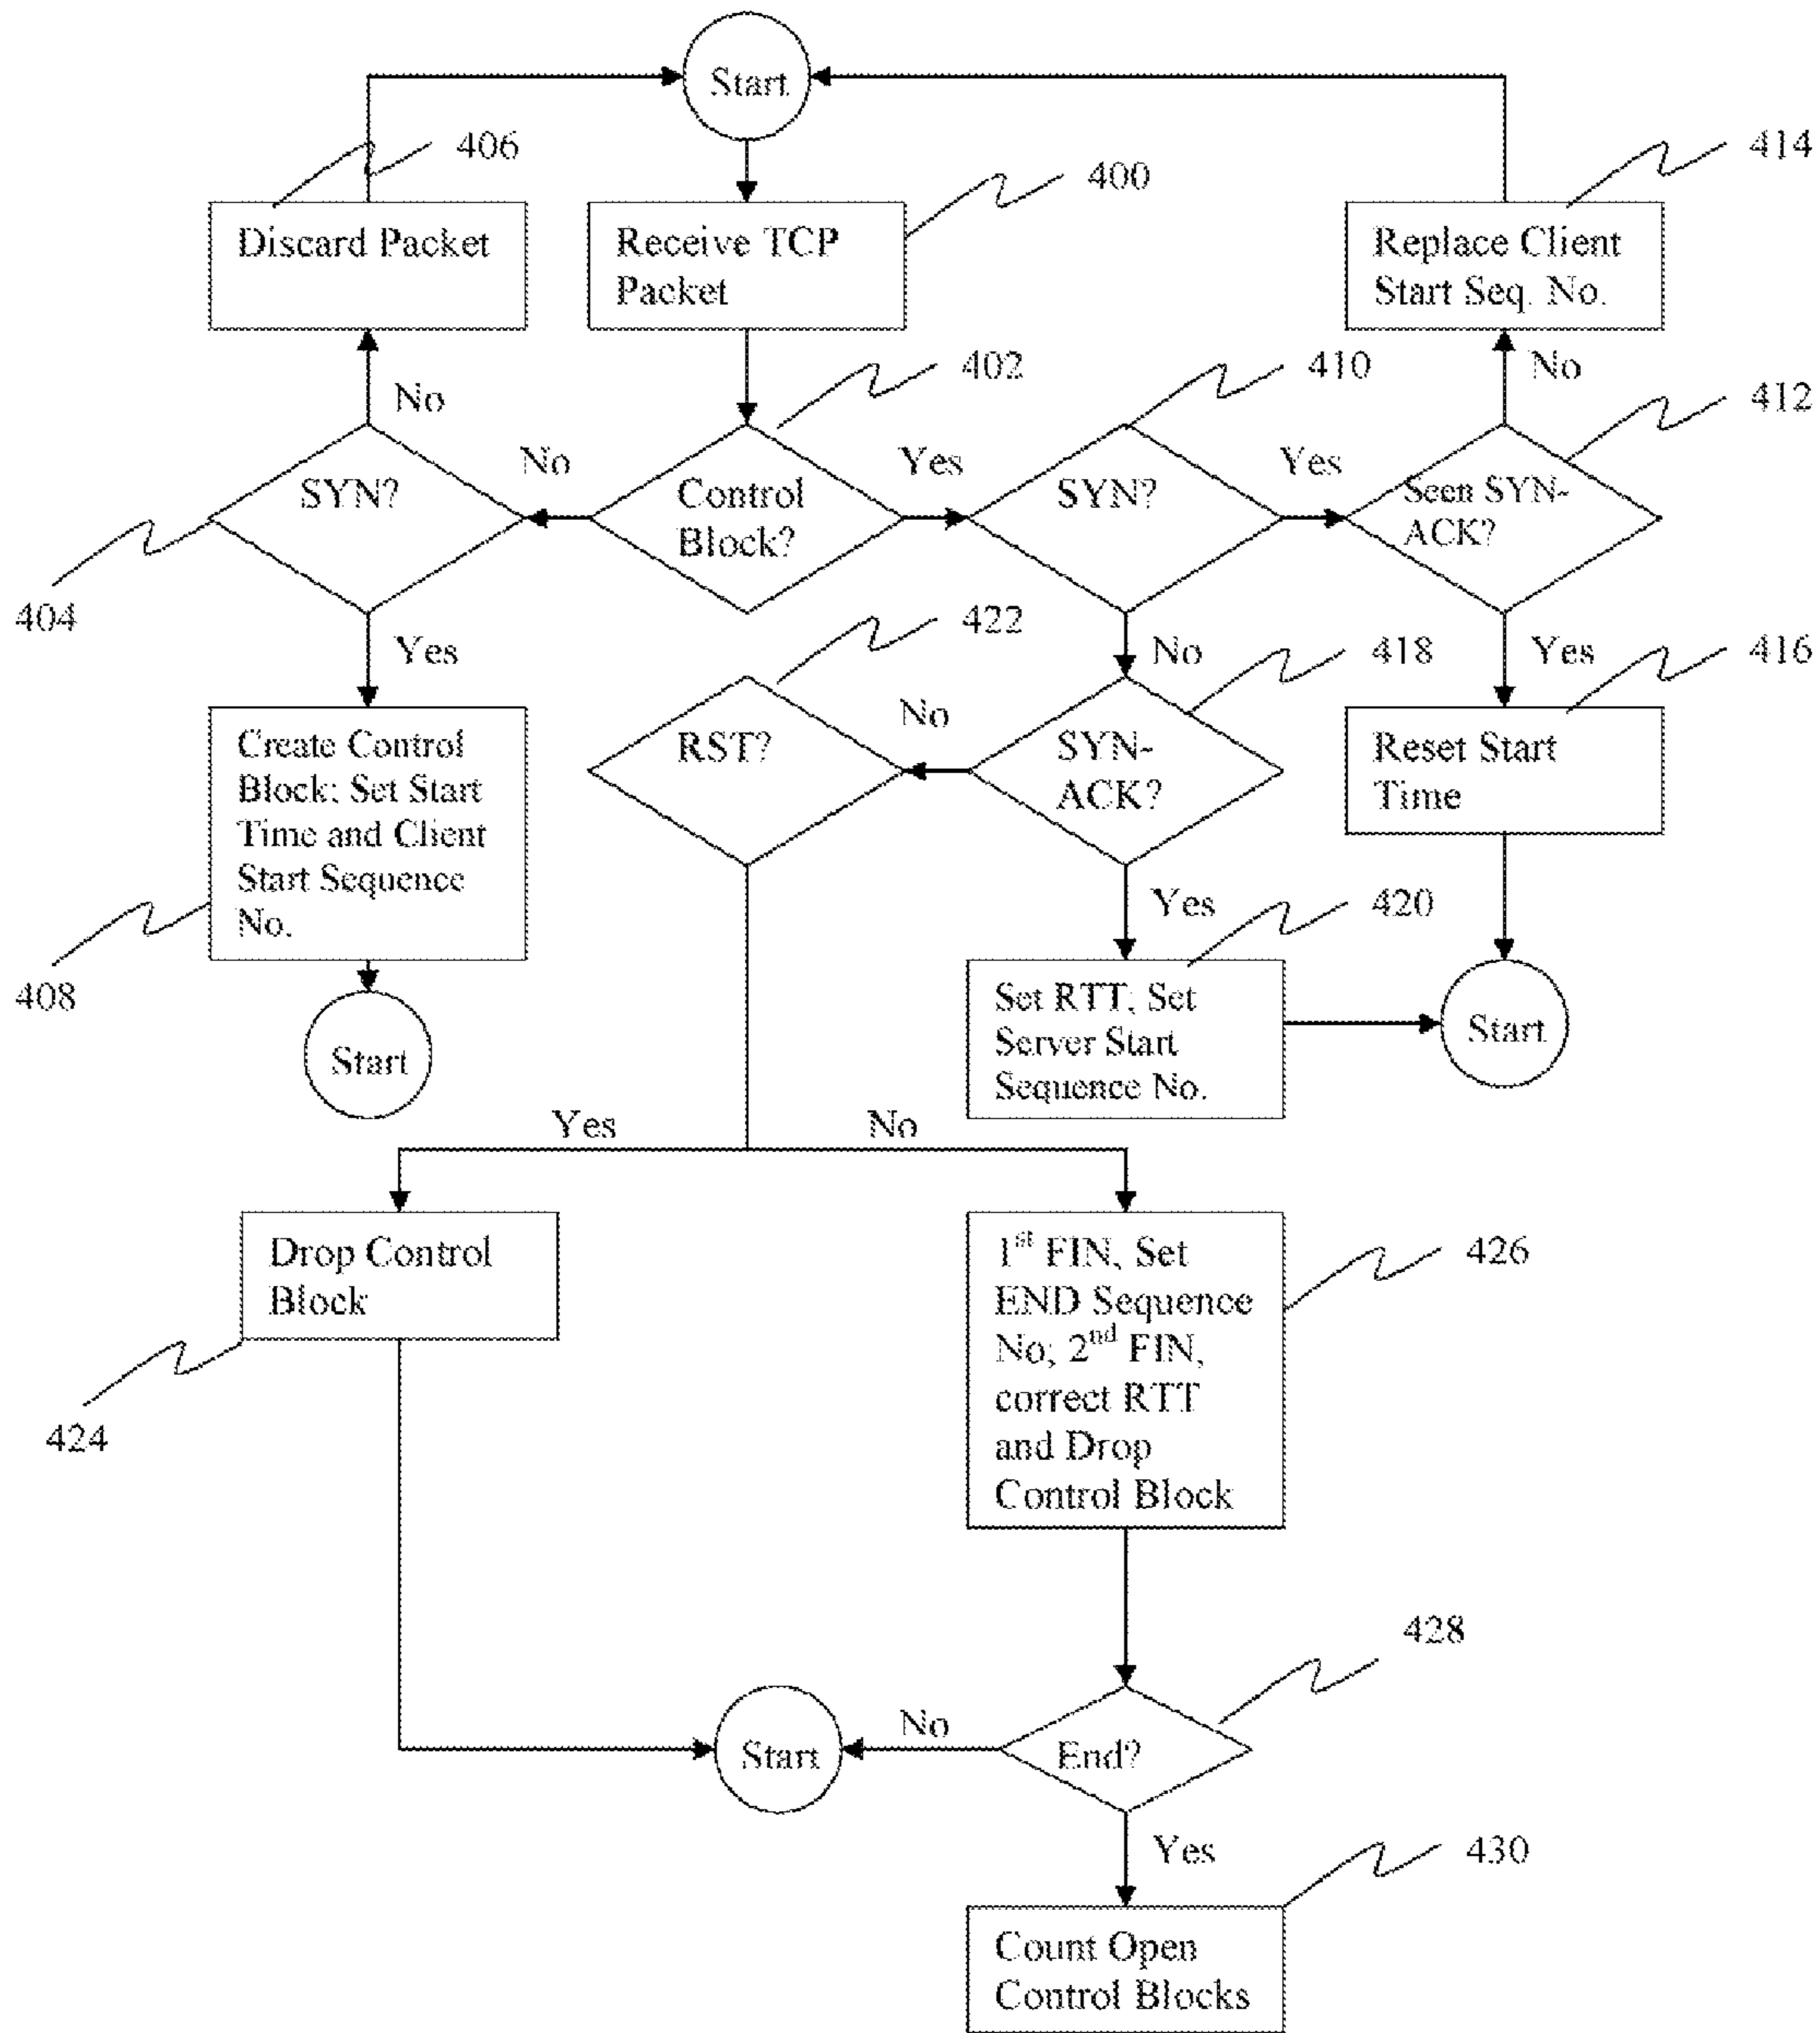 Start
406
400
414
Discard Packet
Receive TCP
Packet
Replace Client
Start Seq. No.
402
410
412
No
No
SYN?
No
Control
Block?
Yes
SYN?
Yes
Seen SYN-
ACK?
404
Yes
422
No
418
Yes
416
Create Control
Block; Set Start
Time and Client
Start Sequence
No.
RST?
No
SYN-
ACK?
Reset Start
Time
408
Yes
420
Start
Set RTT; Set
Server Start
Sequence No.
Start
Yes
No
Drop Control
Block
1st FIN, Set
END Sequence
No; 2nd FIN,
correct RTT
and Drop
Control Block
426
424
428
Start
No
End?
Yes
430
Count Open
Control Blocks